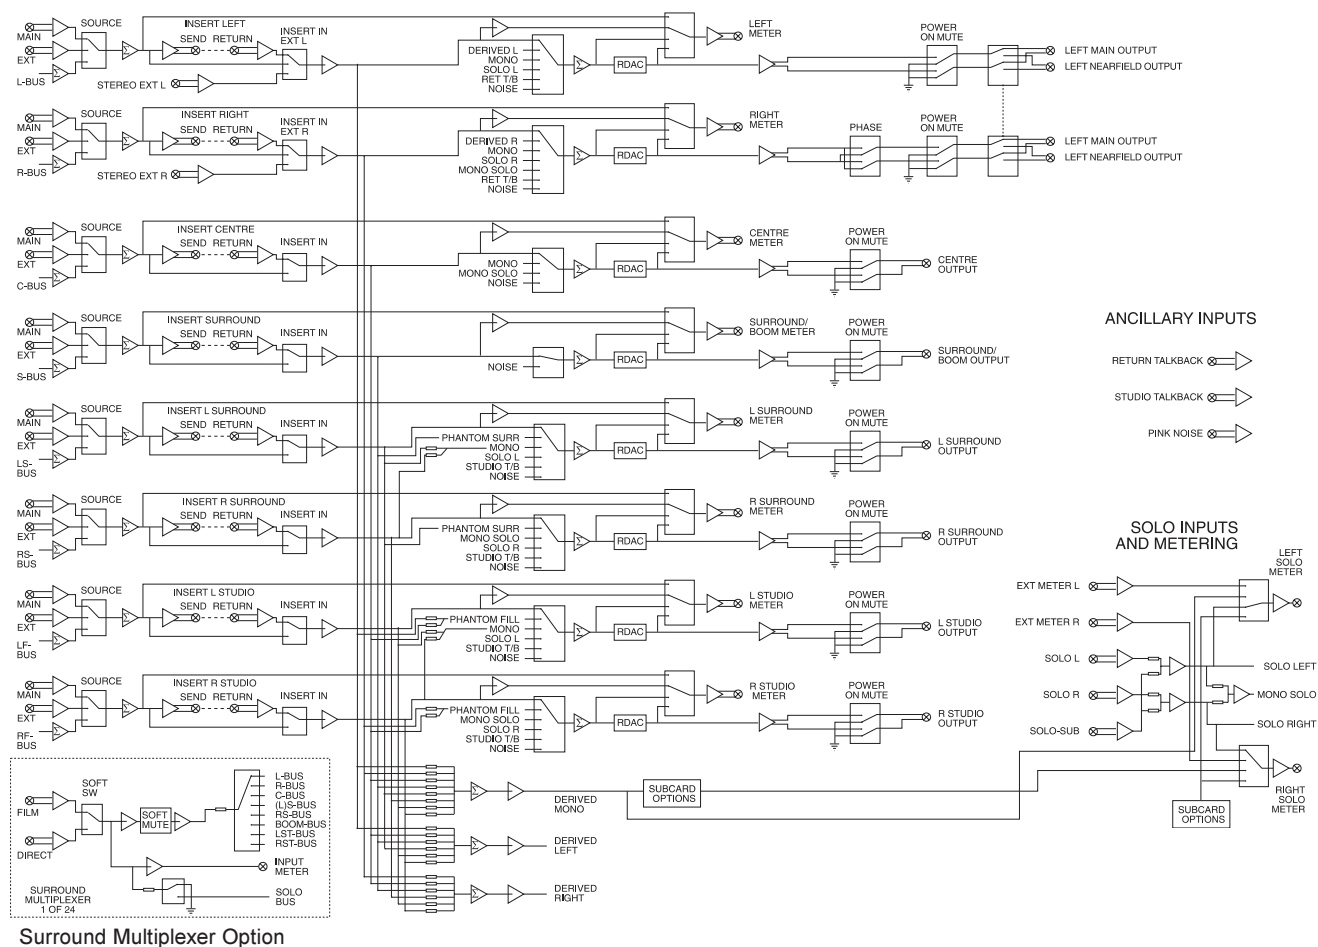 SOURCE
INSERT LEFT
SEND RETURN
INSERT IN
EXT L
MAIN
EXT
L-BUS
STEREO EXT L
DERIVED L
MONO
SOLO L
RET T/B
NOISE
RDAC
LEFT
METER
POWER
ON MUTE
LEFT MAIN OUTPUT
LEFT NEARFIELD OUTPUT
SOURCE
INSERT RIGHT
SEND RETURN
INSERT IN
EXT R
MAIN
EXT
R-BUS
STEREO EXT R
DERIVED R
MONO
SOLO R
MONO SOLO
RET T/B
NOISE
RDAC
RIGHT
METER
PHASE
POWER
ON MUTE
LEFT MAIN OUTPUT
LEFT NEARFIELD OUTPUT
SOURCE
INSERT CENTRE
SEND RETURN
INSERT IN
MAIN
EXT
C-BUS
MONO
MONO SOLO
NOISE
RDAC
CENTRE
METER
POWER
ON MUTE
CENTRE
OUTPUT
SOURCE
INSERT SURROUND
SEND RETURN
INSERT IN
MAIN
EXT
S-BUS
NOISE
RDAC
SURROUND/
BOOM METER
POWER
ON MUTE
SURROUND/
BOOM OUTPUT
ANCILLARY INPUTS
RETURN TALKBACK
STUDIO TALKBACK
PINK NOISE
SOURCE
INSERT L SURROUND
SEND RETURN
INSERT IN
MAIN
EXT
LS-
BUS
PHANTOM SURR
MONO
SOLO L
STUDIO T/B
NOISE
RDAC
L SURROUND
METER
POWER
ON MUTE
L SURROUND
OUTPUT
SOURCE
INSERT R SURROUND
SEND RETURN
INSERT IN
MAIN
EXT
RS-
BUS
PHANTOM SURR
MONO SOLO
SOLO R
STUDIO T/B
NOISE
RDAC
R SURROUND
METER
POWER
ON MUTE
R SURROUND
OUTPUT
SOURCE
INSERT L STUDIO
SEND RETURN
INSERT IN
MAIN
EXT
LF-
BUS
PHANTOM FILL
MONO
SOLO L
STUDIO T/B
NOISE
RDAC
L STUDIO
METER
POWER
ON MUTE
L STUDIO
OUTPUT
SOURCE
INSERT R STUDIO
SEND RETURN
INSERT IN
MAIN
EXT
RF-
BUS
PHANTOM FILL
MONO SOLO
SOLO R
STUDIO T/B
NOISE
RDAC
R STUDIO
METER
POWER
ON MUTE
R STUDIO
OUTPUT
SOLO INPUTS
AND METERING
LEFT
SOLO
METER
EXT METER L
EXT METER R
SOLO L
SOLO R
SOLO-SUB
SOLO LEFT
MONO SOLO
SOLO RIGHT
RIGHT
SOLO
METER
SUBCARD
OPTIONS
SUBCARD
OPTIONS
DERIVED
MONO
DERIVED
LEFT
DERIVED
RIGHT
SOFT
SW
FILM
DIRECT
SOFT
MUTE
L-BUS
R-BUS
C-BUS
(L)S-BUS
RS-BUS
BOOM-BUS
LST-BUS
RST-BUS
INPUT
METER
SOLO
BUS
SURROUND
MULTIPLEXER
1 OF 24
Surround Multiplexer Option